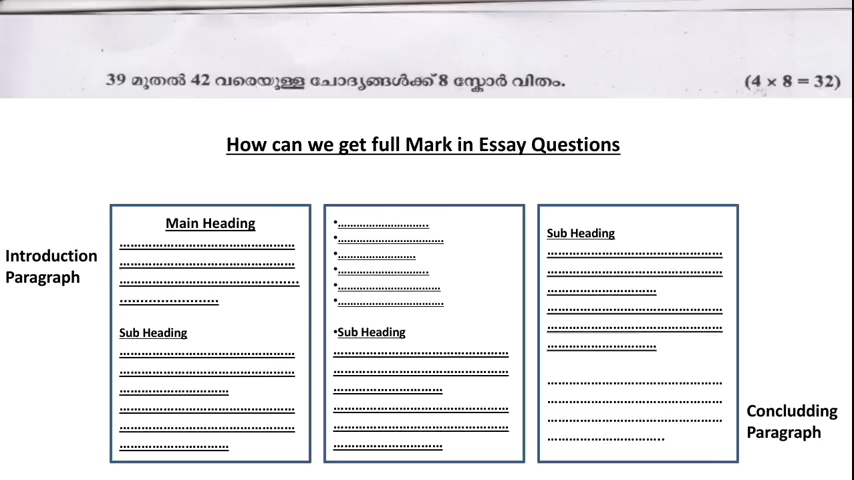 39 മുതൽ 42 വരെയുള്ള ചോദ്യങ്ങൾക്ക് 8 സ്കോർ വീതം. (4 × 8 = 32)
How can we get full Mark in Essay Questions
Introduction
Paragraph
Main Heading
Sub Heading
•Sub Heading
Sub Heading
Concludding
Paragraph